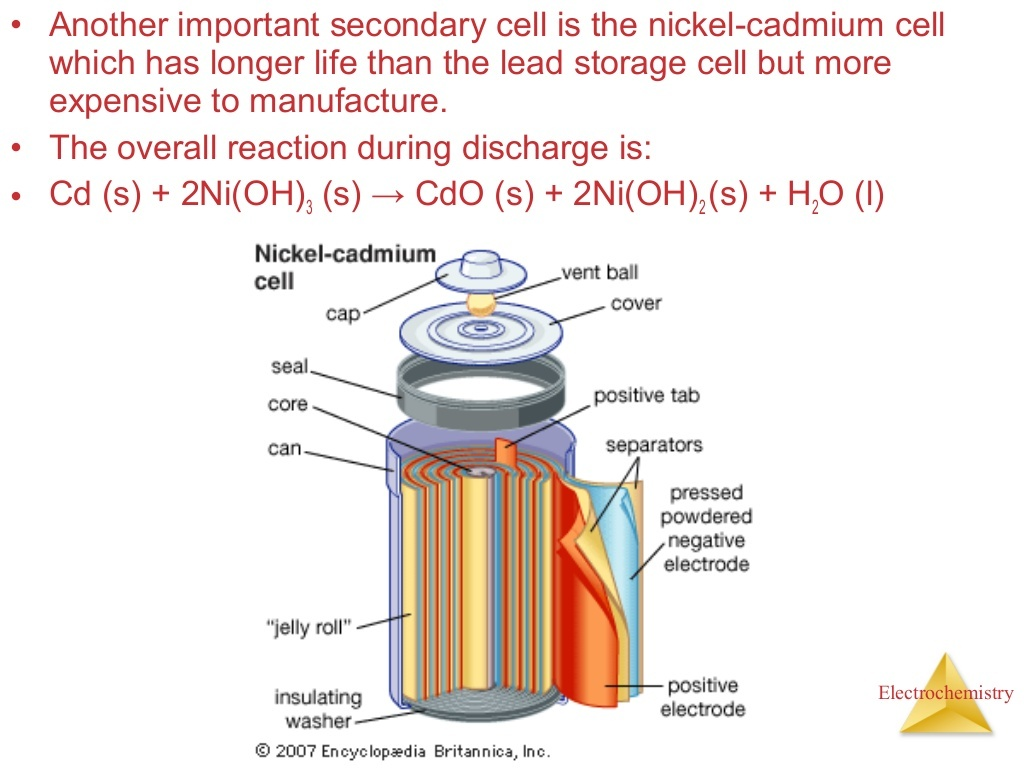 • Another important secondary cell is the nickel-cadmium cell
which has longer life than the lead storage cell but more
expensive to manufacture.
• The overall reaction during discharge is:
• Cd (s) + 2Ni(OH)₃ (s) → CdO (s) + 2Ni(OH)₂(s) + H₂O (l)
Nickel-cadmium
cell
vent ball
cap
cover
seal
positive tab
core
can
separators
pressed
powdered
negative
electrode
"jelly roll"
insulating
washer
positive
electrode
Electrochemistry
© 2007 Encyclopædia Britannica, Inc.